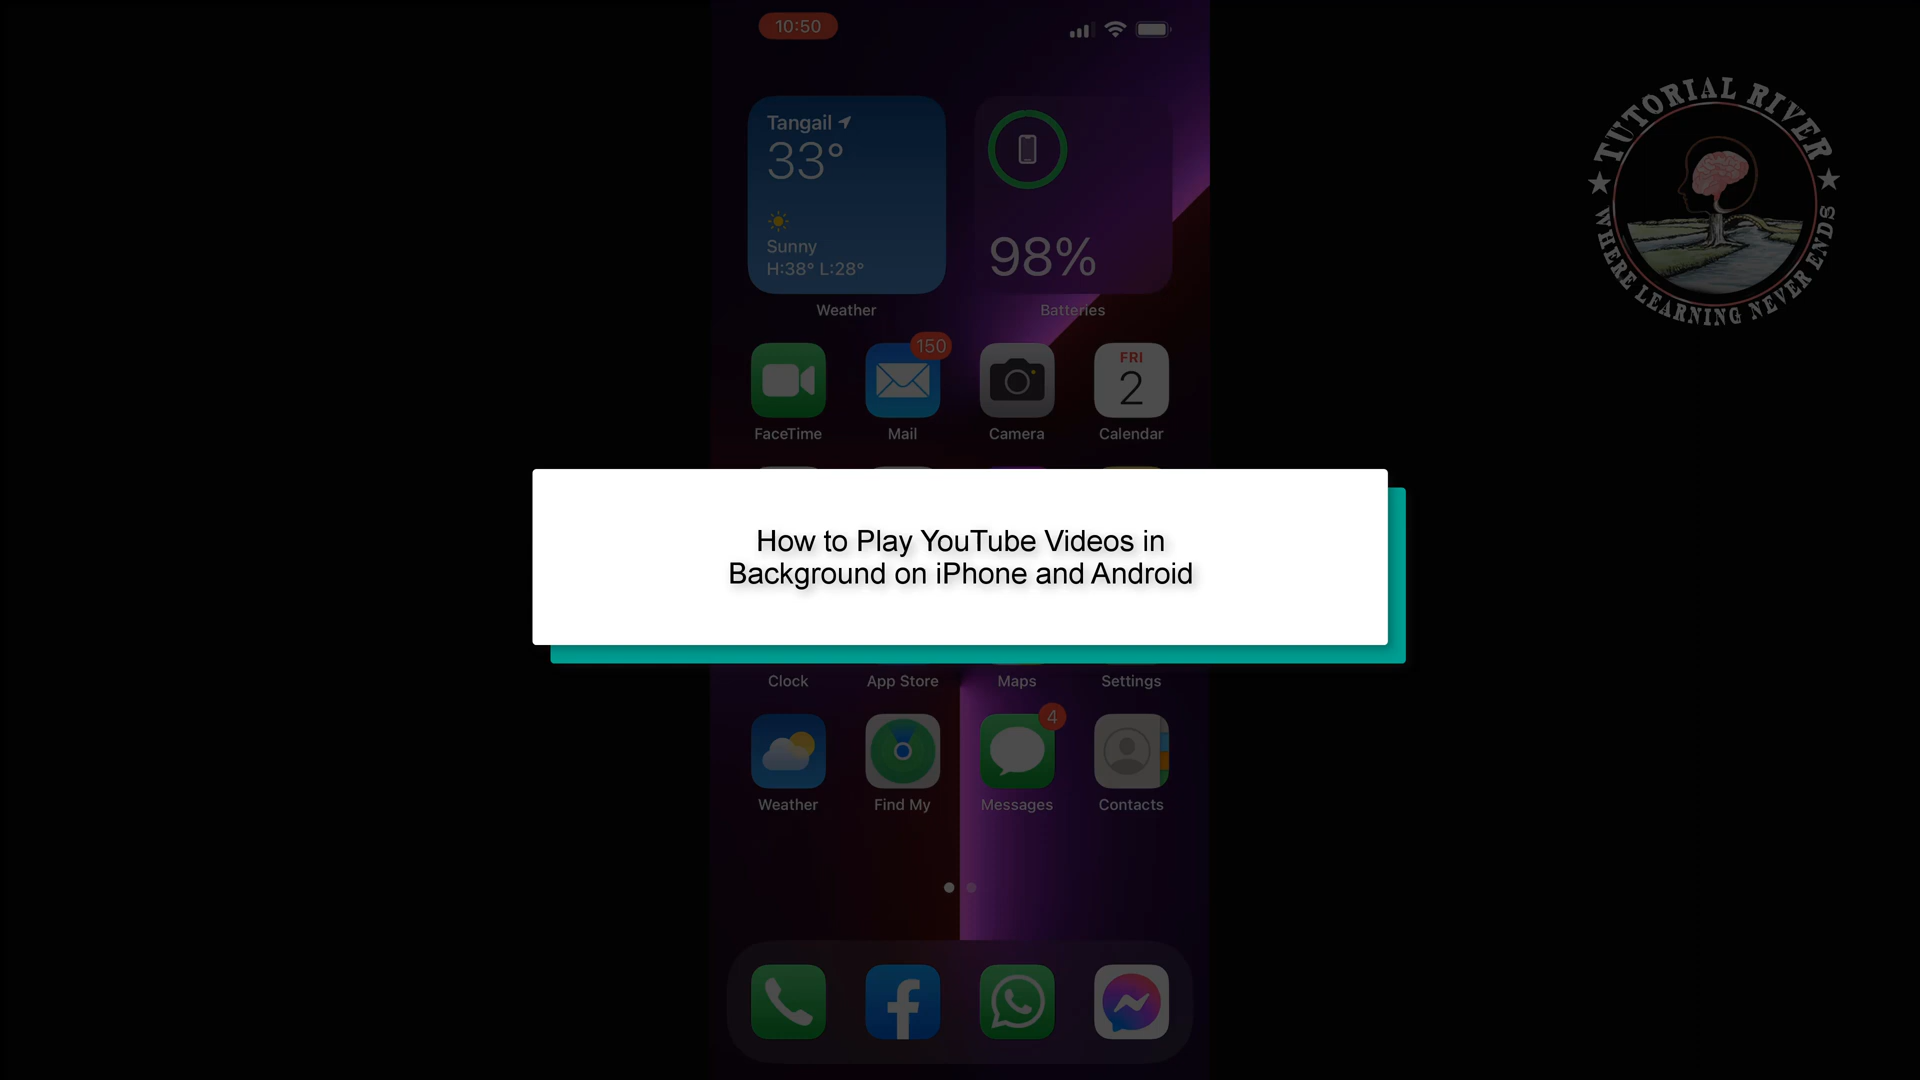 10:50
TUTORIAL RIVER
WHERE LEARNING NEVER ENDS
Tangail
33°
Sunny
H:38° L:28°
98%
Weather
Batteries
150
FRI
2
FaceTime
Mail
Camera
Calendar
How to Play YouTube Videos in
Background on iPhone and Android
Clock
App Store
Maps
Settings
4
Weather
Find My
Messages
Contacts